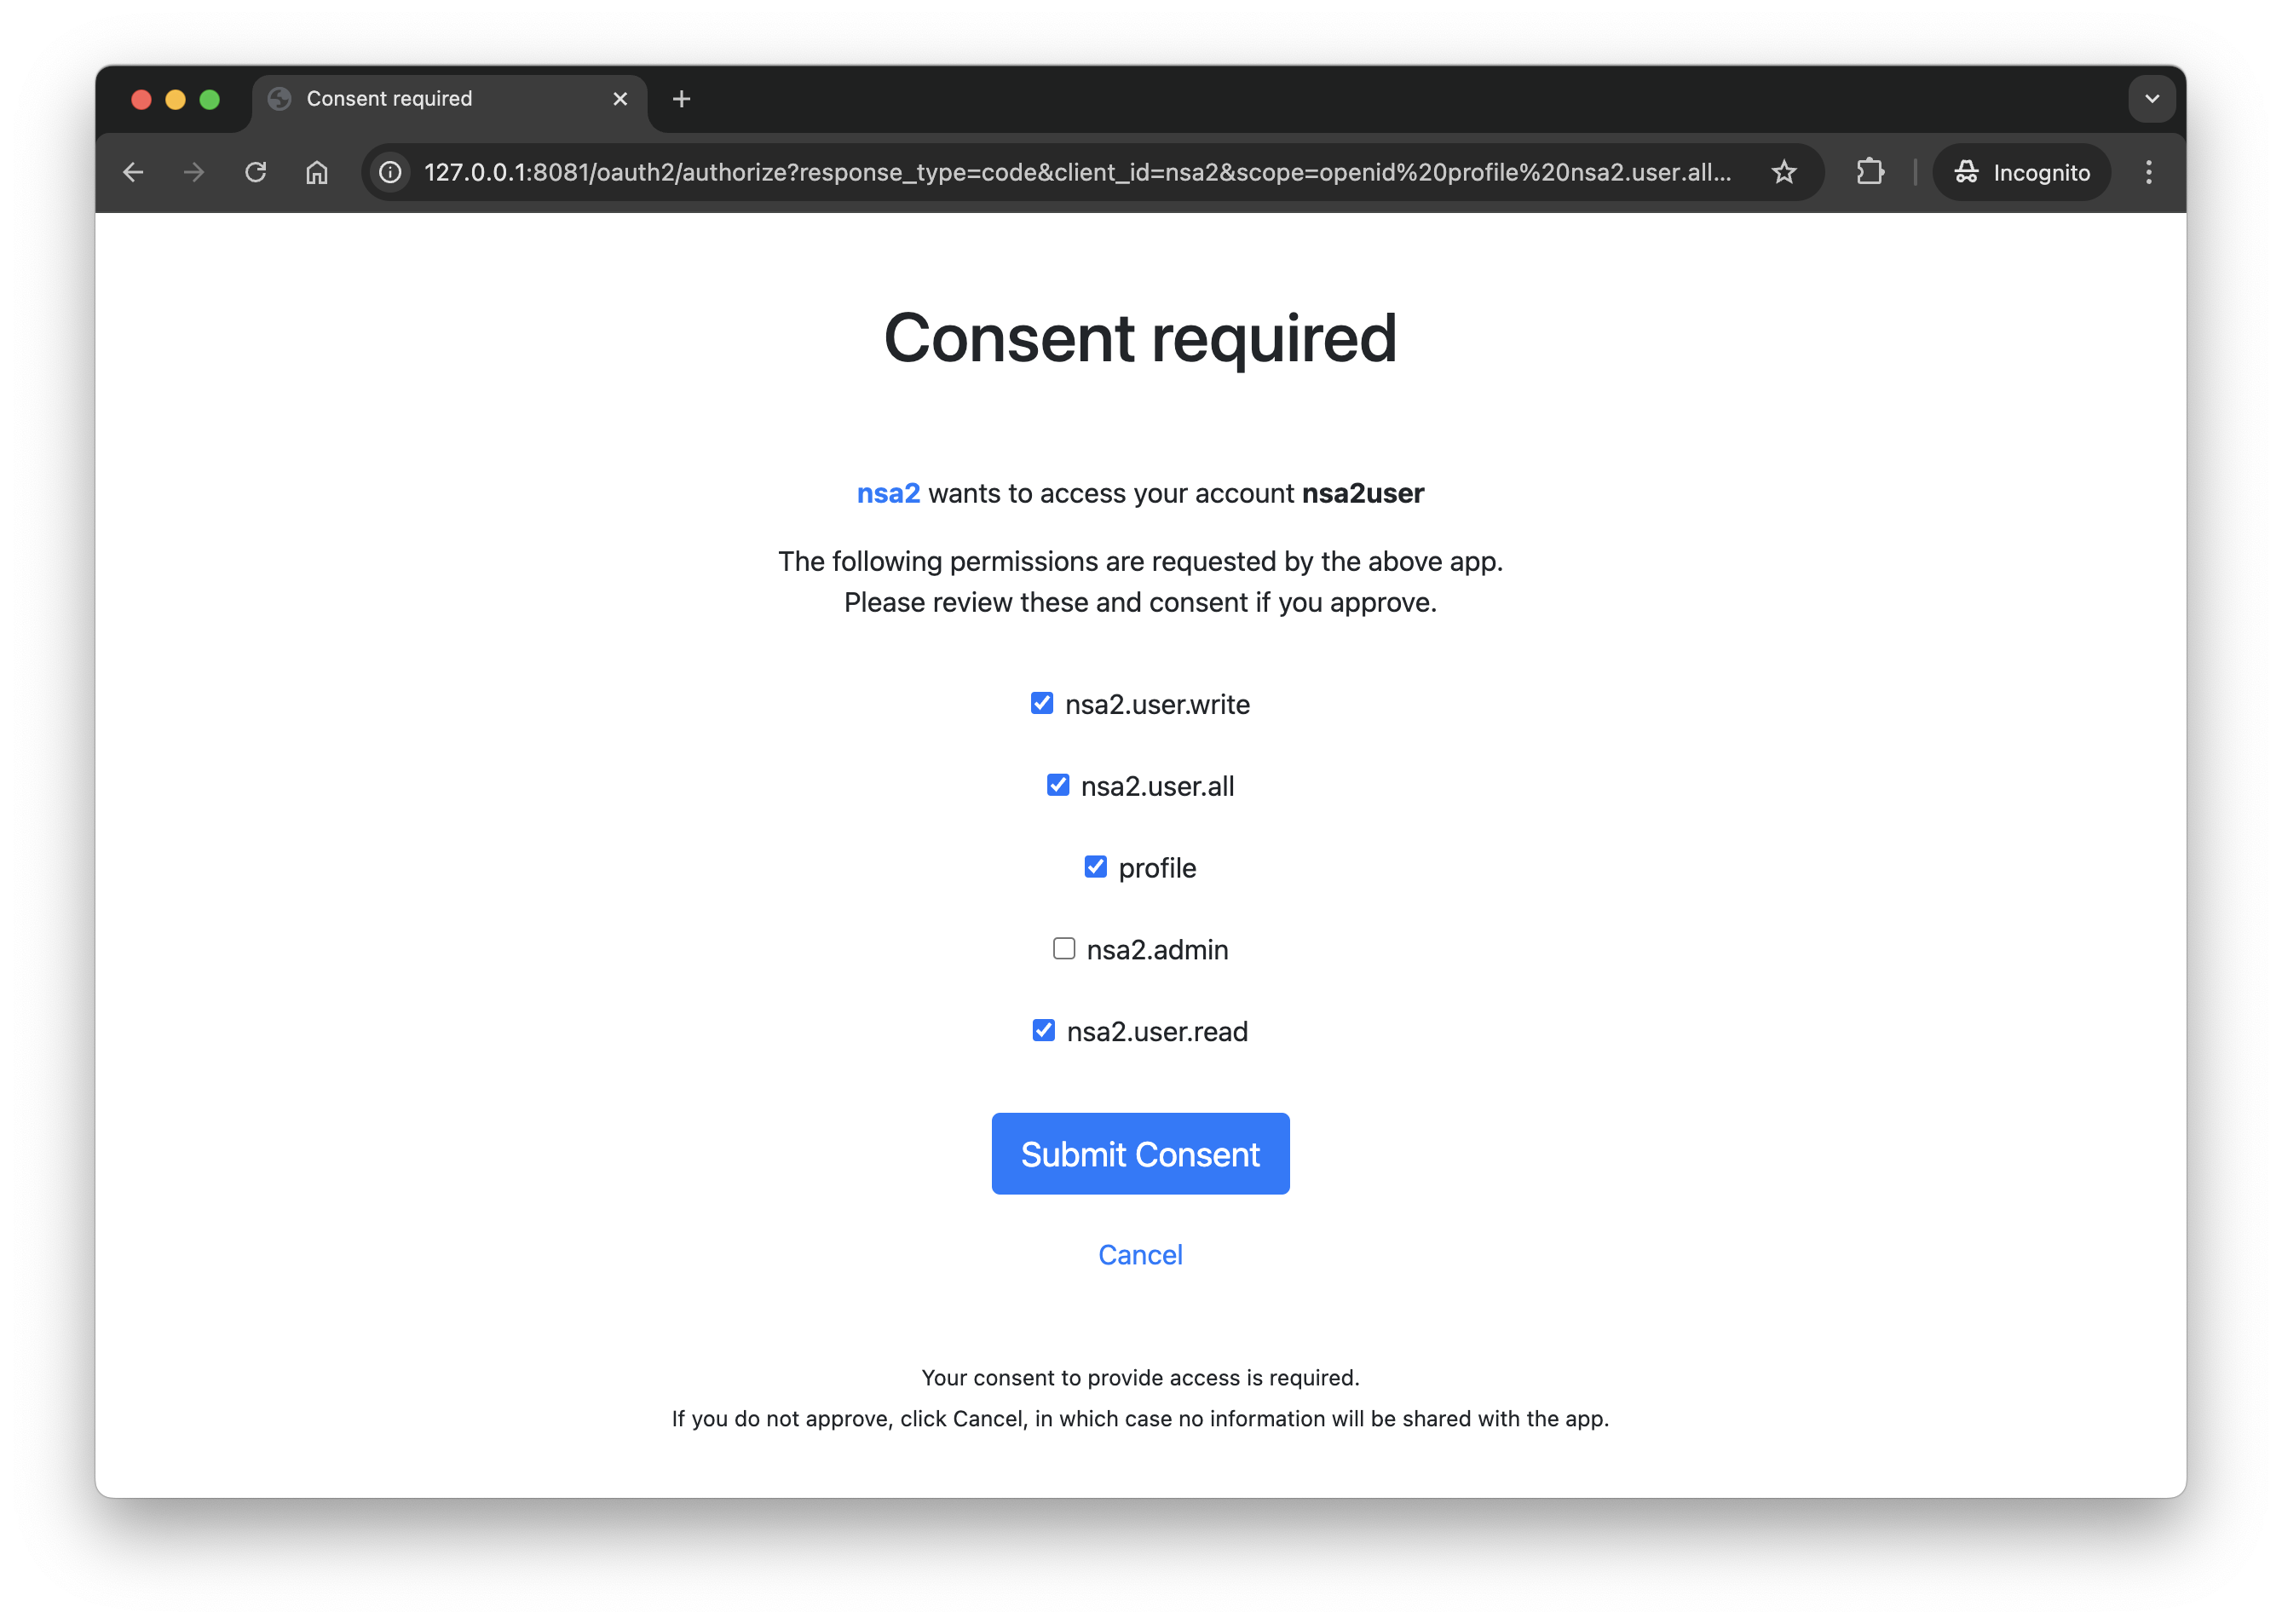 Consent required
127.0.0.1:8081/oauth2/authorize?response_type=code&client_id=nsa2&scope=openid%20profile%20nsa2.user.all...
Incognito
Consent required
nsa2 wants to access your account nsa2user
The following permissions are requested by the above app.
Please review these and consent if you approve.
nsa2.user.write
nsa2.user.all
profile
nsa2.admin
nsa2.user.read
Submit Consent
Cancel
Your consent to provide access is required.
If you do not approve, click Cancel, in which case no information will be shared with the app.